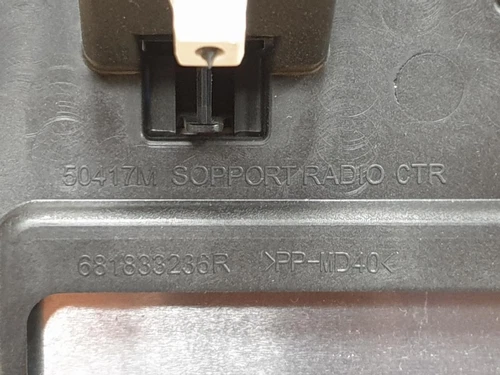 50417M SOPPORT RADIO CTR
681833236R >PP-MD40<